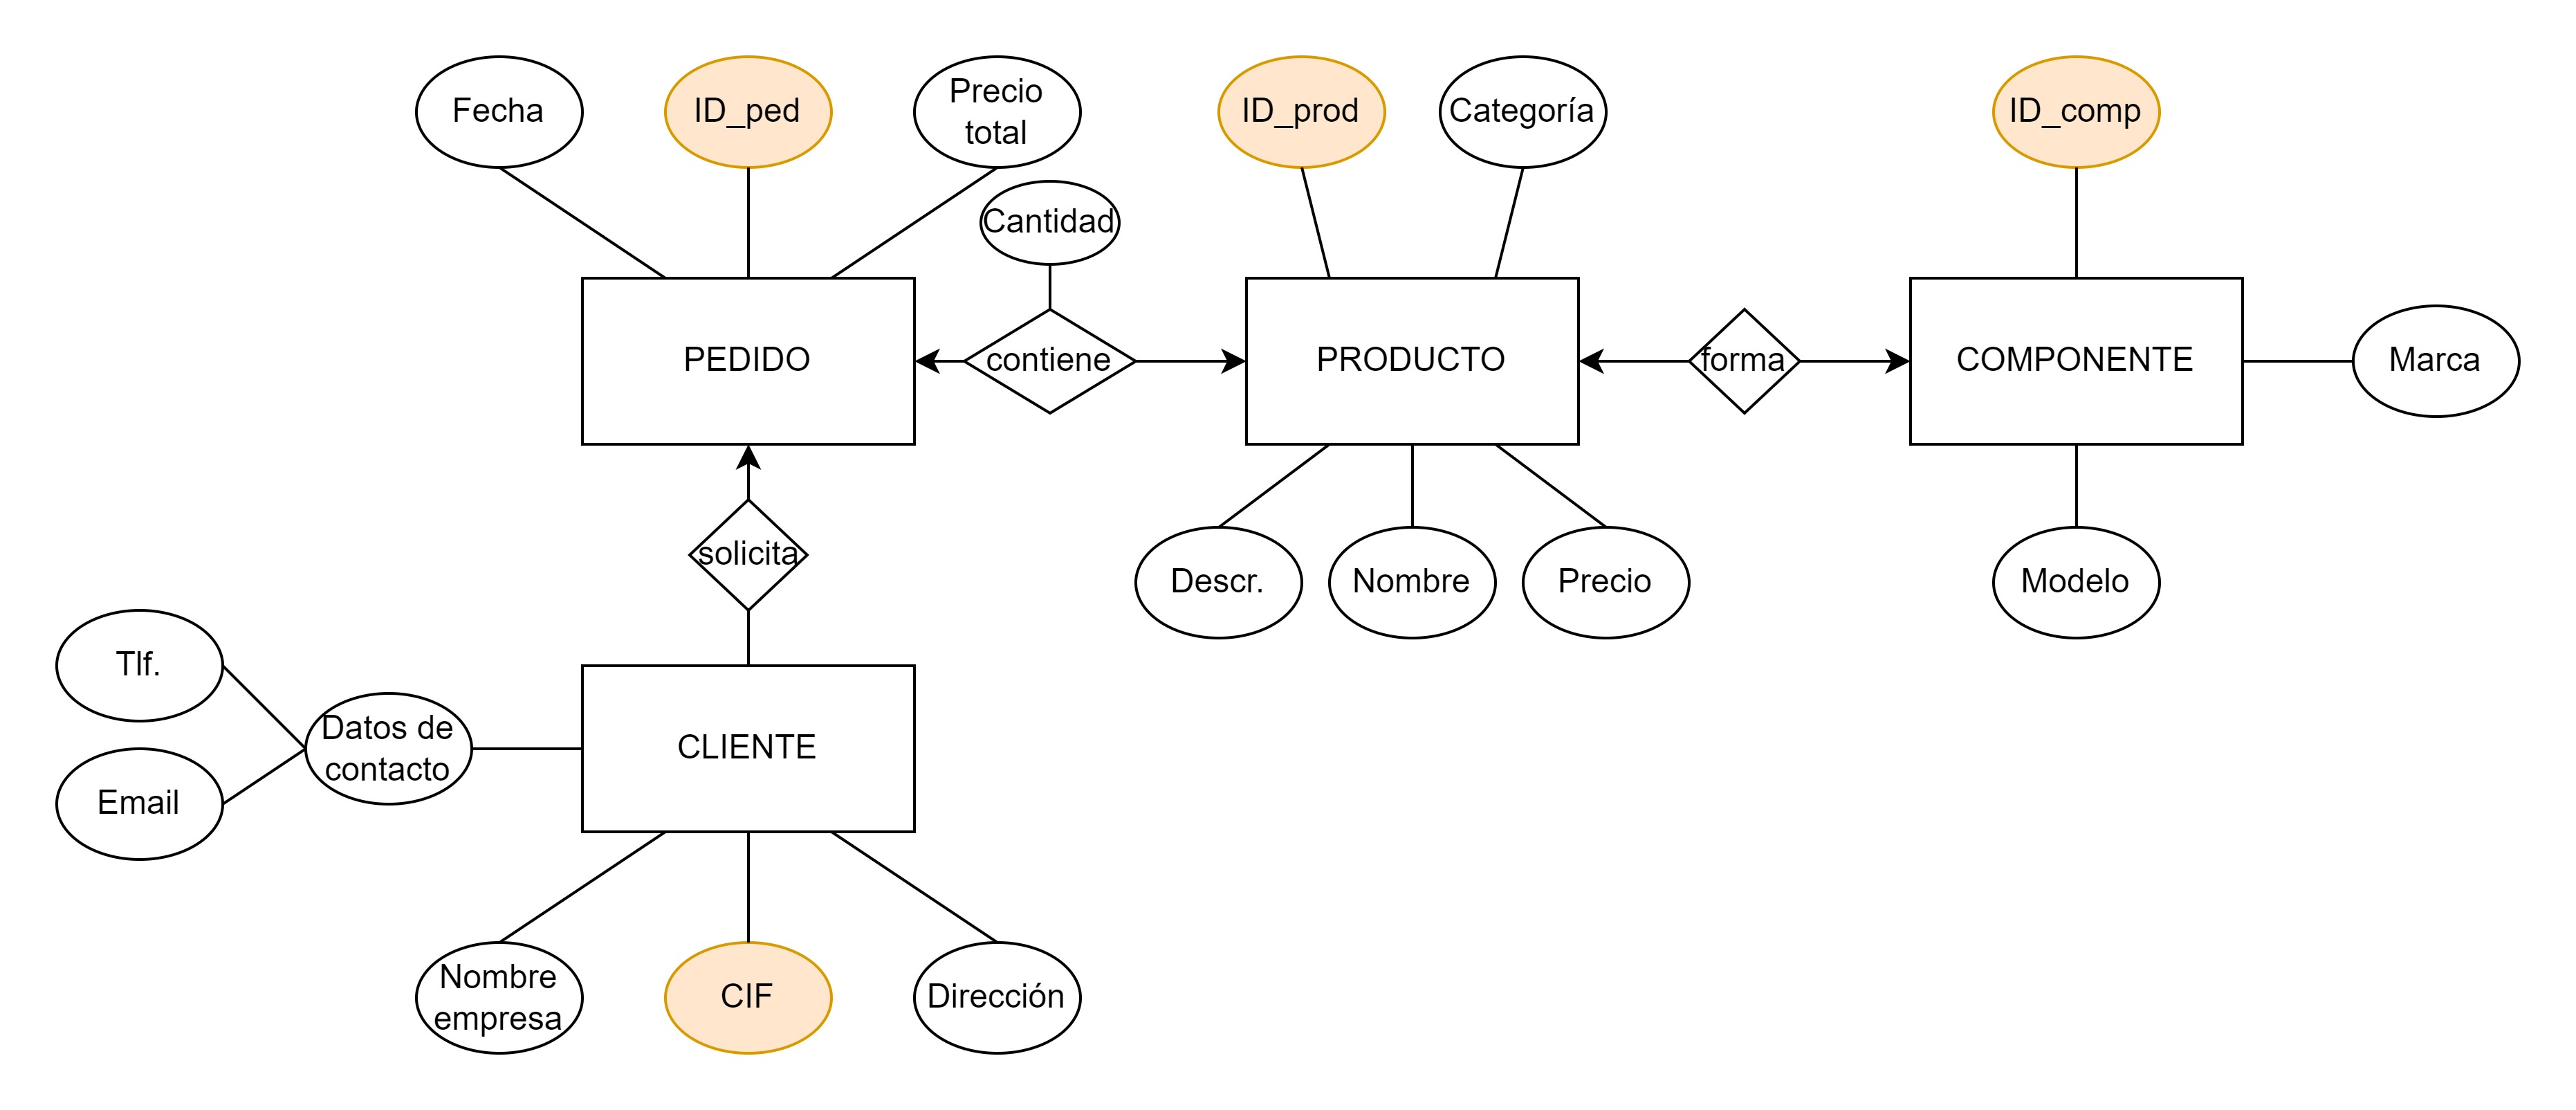 Fecha
ID_ped
Precio
total
ID_prod
Categoría
ID_comp
Cantidad
PEDIDO
contiene
PRODUCTO
forma
COMPONENTE
Marca
solicita
Descr.
Nombre
Precio
Modelo
Tlf.
Datos de
contacto
Email
CLIENTE
Nombre
empresa
CIF
Dirección